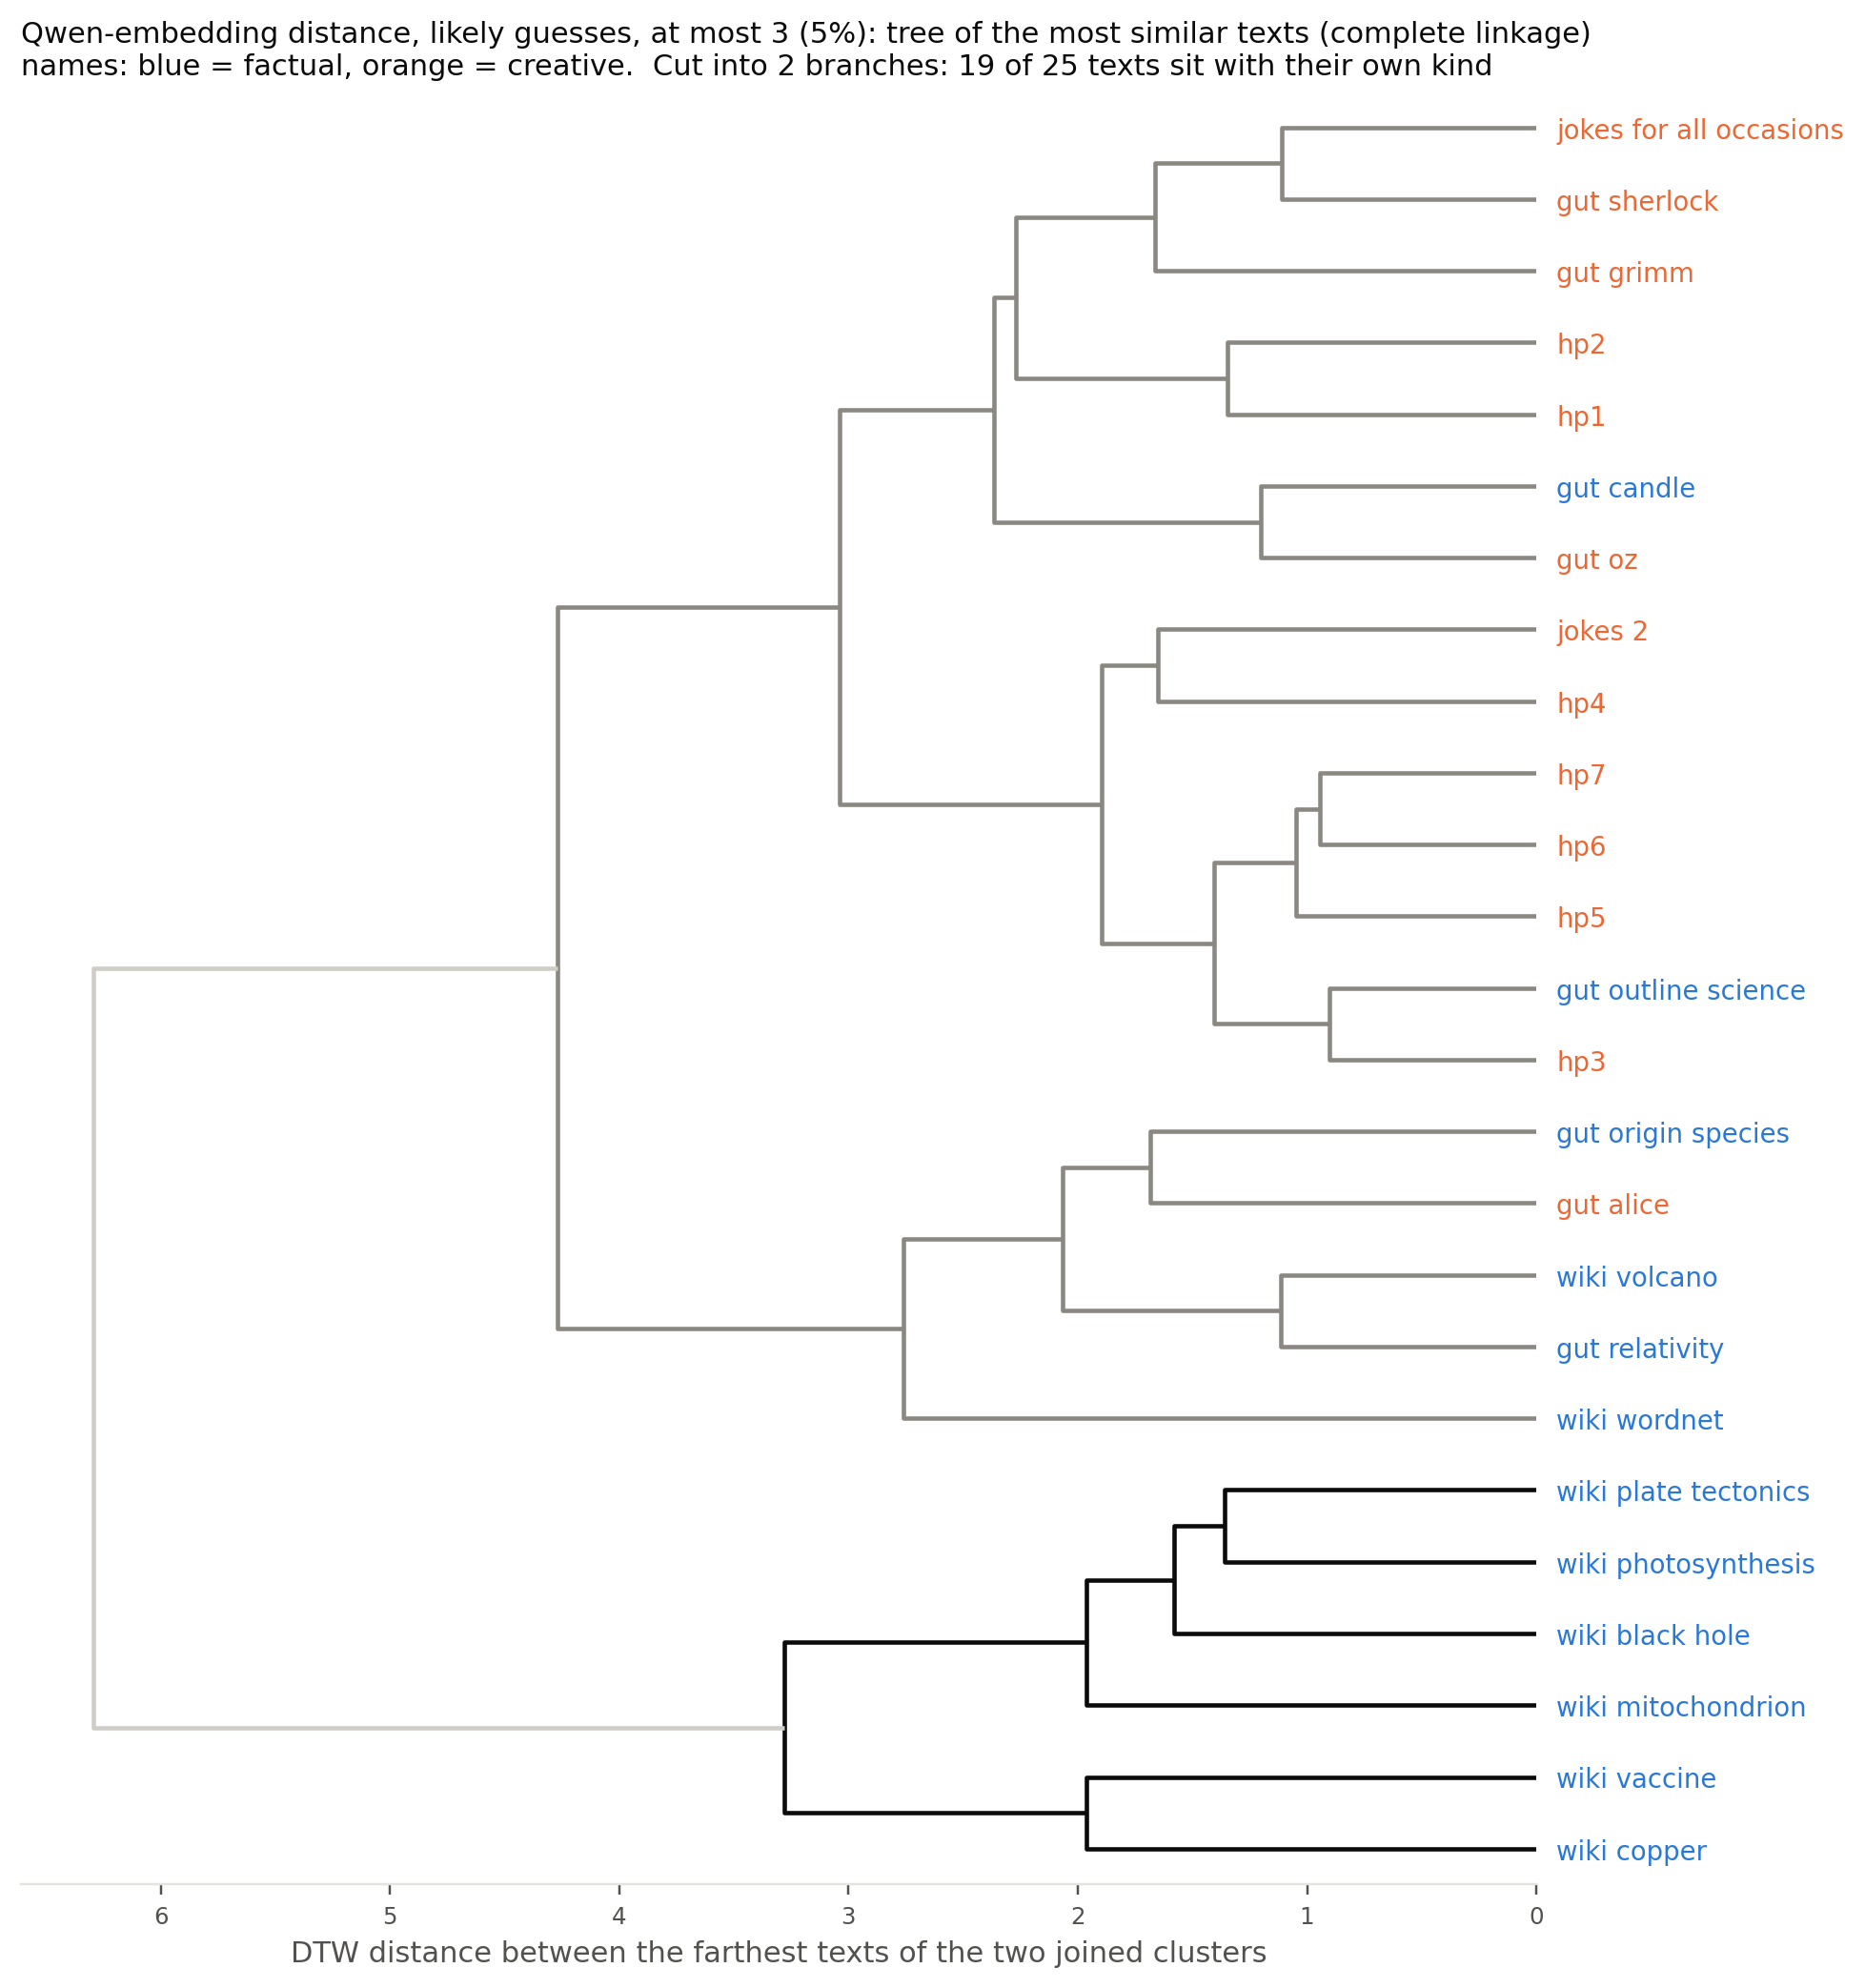 Qwen-embedding distance, likely guesses, at most 3 (5%): tree of the most similar texts (complete linkage)
names: blue = factual, orange = creative.  Cut into 2 branches: 19 of 25 texts sit with their own kind
jokes for all occasions
gut sherlock
gut grimm
hp2
hp1
gut candle
gut oz
jokes 2
hp4
hp7
hp6
hp5
gut outline science
hp3
gut origin species
gut alice
wiki volcano
gut relativity
wiki wordnet
wiki plate tectonics
wiki photosynthesis
wiki black hole
wiki mitochondrion
wiki vaccine
wiki copper
6 5 4 3 2 1 0
DTW distance between the farthest texts of the two joined clusters